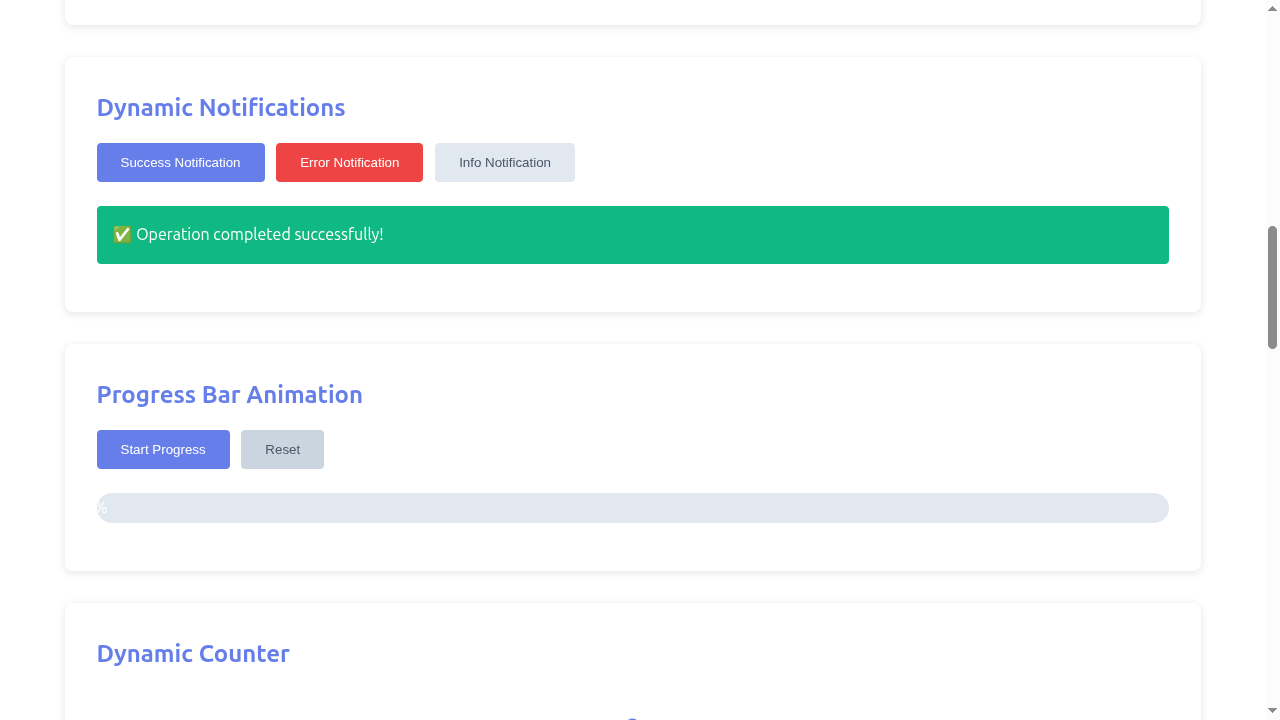 Dynamic Notifications
Success Notification Error Notification Info Notification
✅ Operation completed successfully!
Progress Bar Animation
Start Progress Reset
%
Dynamic Counter